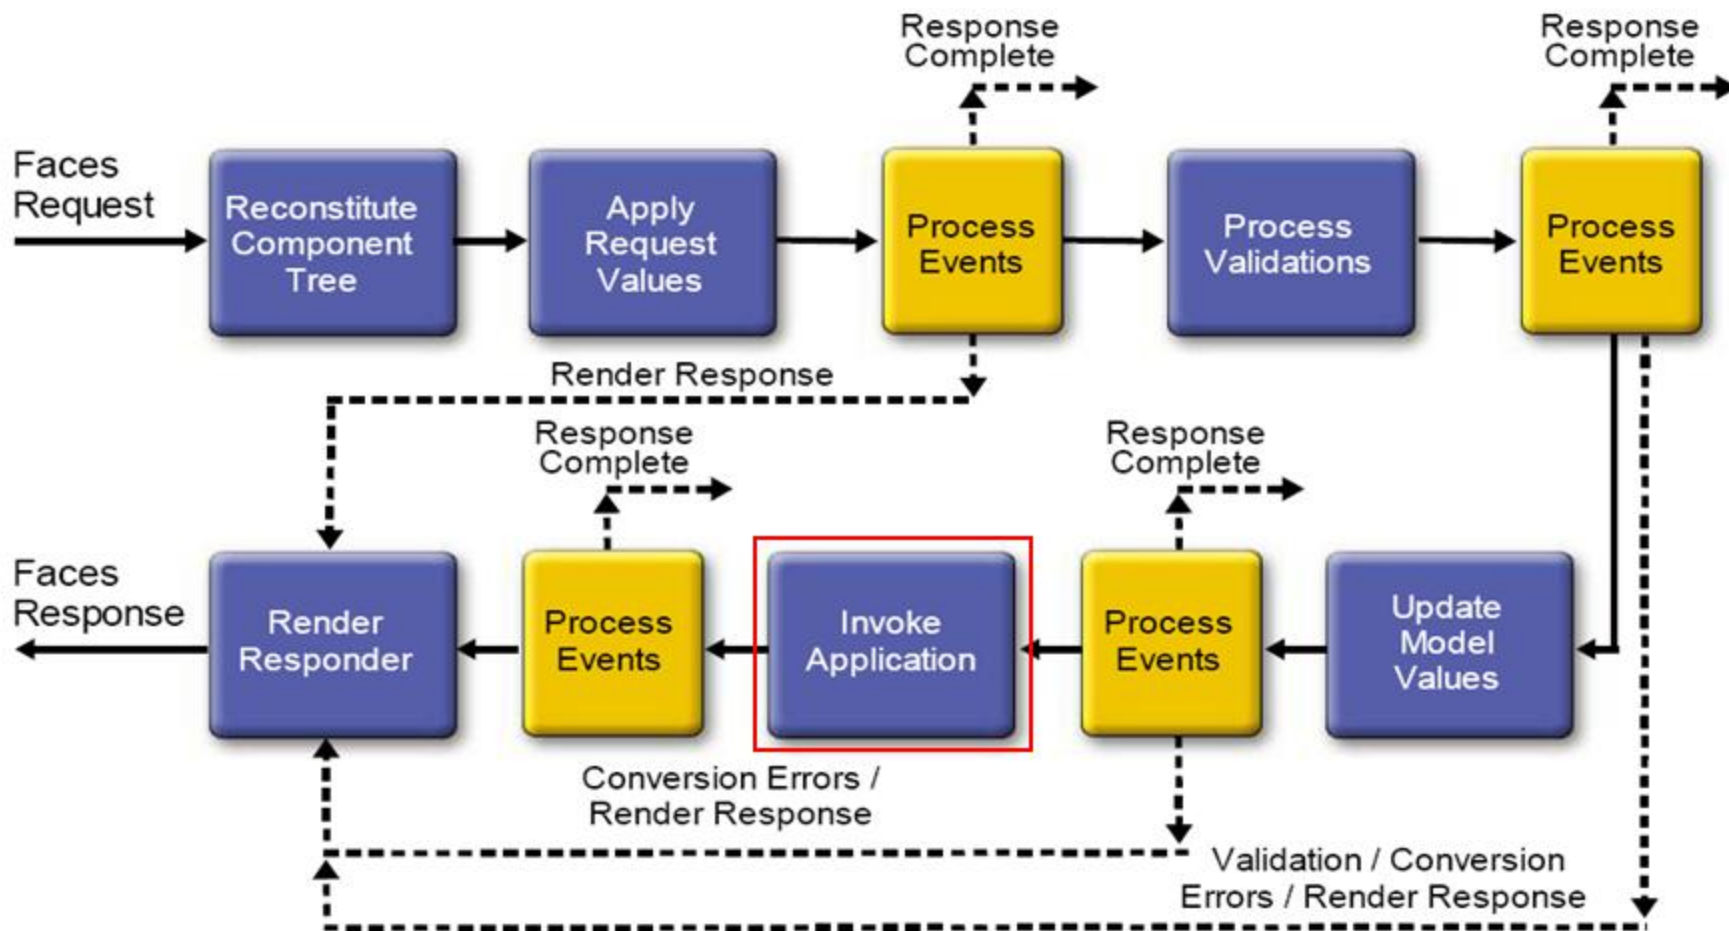 Response
Complete
Response
Complete
Faces
Request
Reconstitute
Component
Tree
Apply
Request
Values
Process
Events
Process
Validations
Process
Events
Render Response
Response
Complete
Response
Complete
Faces
Response
Render
Responder
Process
Events
Invoke
Application
Process
Events
Update
Model
Values
Conversion Errors /
Render Response
Validation / Conversion
Errors / Render Response